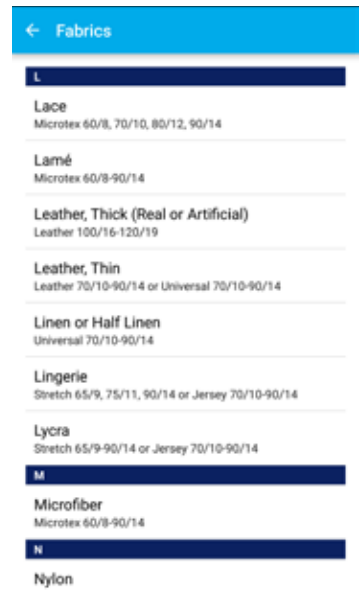 Fabrics
L
Lace
Microtex 60/8, 70/10, 80/12, 90/14
Lamé
Microtex 60/8-90/14
Leather, Thick (Real or Artificial)
Leather 100/16-120/19
Leather, Thin
Leather 70/10-90/14 or Universal 70/10-90/14
Linen or Half Linen
Universal 70/10-90/14
Lingerie
Stretch 65/9, 75/11, 90/14 or Jersey 70/10-90/14
Lycra
Stretch 65/9-90/14 or Jersey 70/10-90/14
M
Microfiber
Microtex 60/8-90/14
N
Nylon